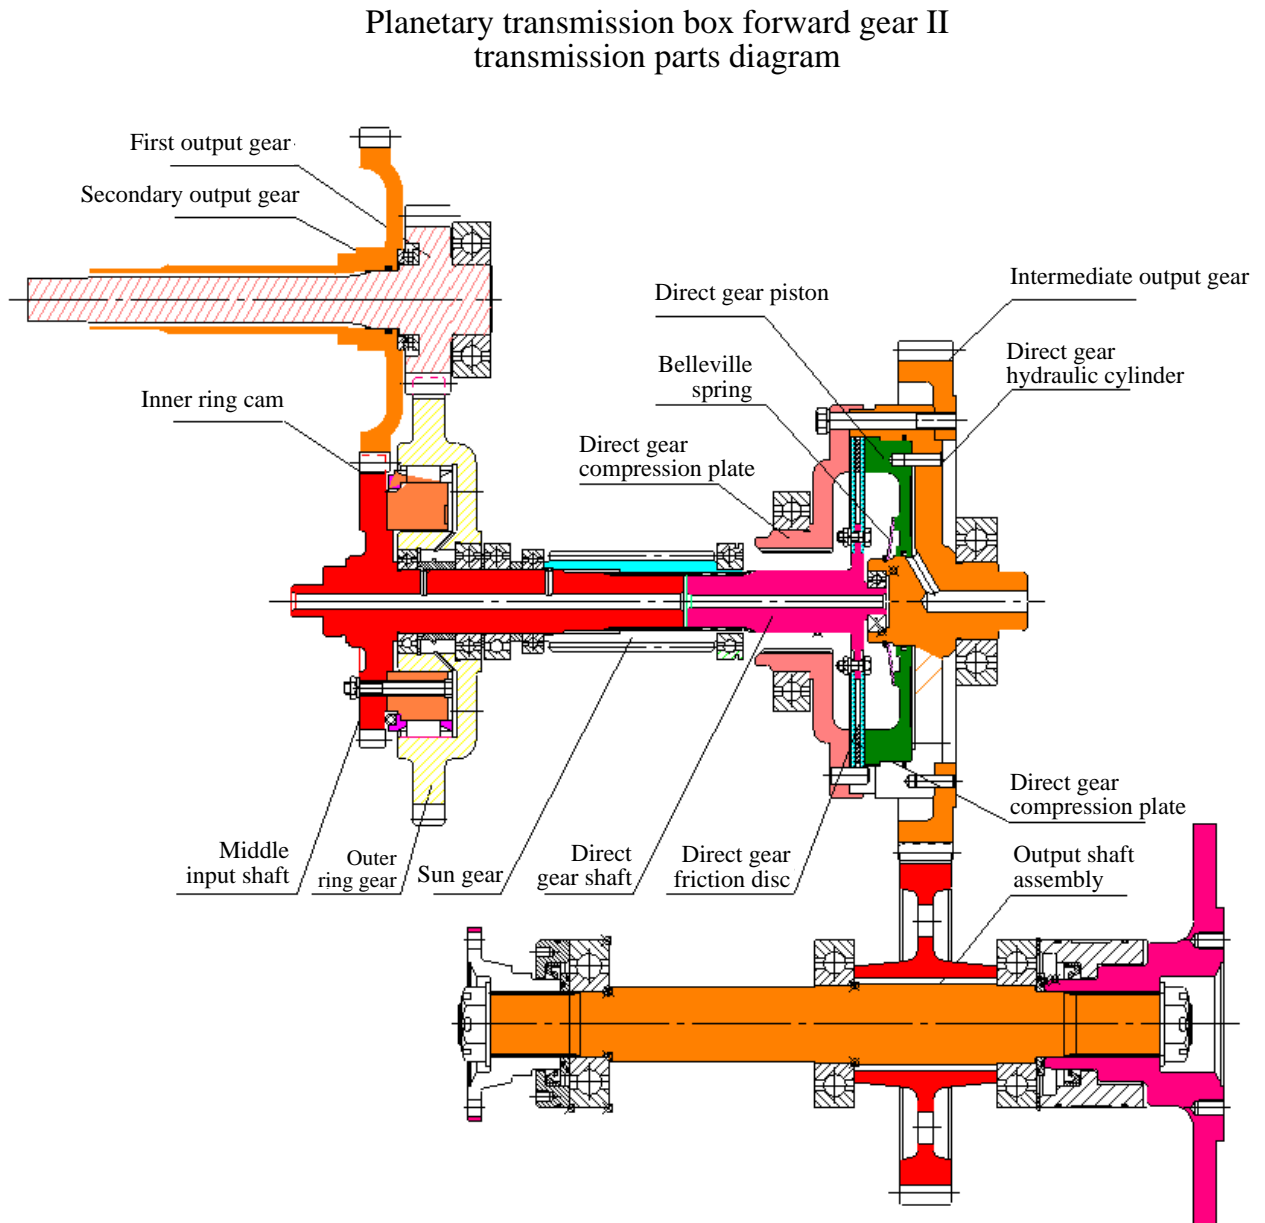 Planetary transmission box forward gear II
transmission parts diagram
First output gear
Secondary output gear
Inner ring cam
Direct gear piston
Belleville
spring
Direct gear
compression plate
Intermediate output gear
Direct gear
hydraulic cylinder
Middle
input shaft
Outer
ring gear
Sun gear
Direct
gear shaft
Direct gear
friction disc
Direct gear
compression plate
Output shaft
assembly